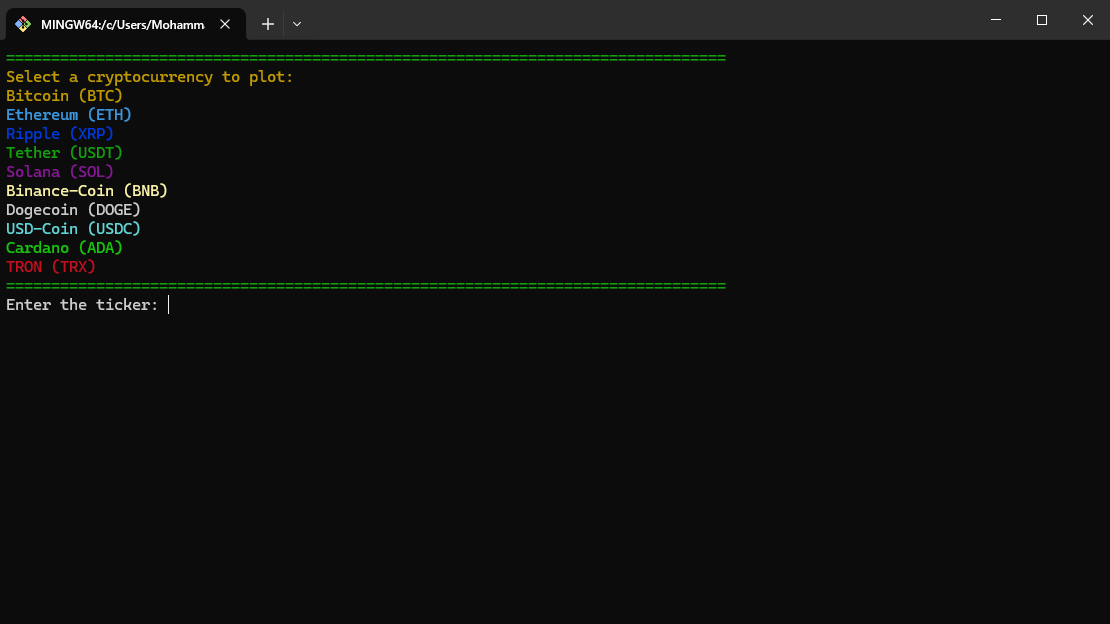 MINGW64:/c/Users/Mohamm
================================================================================
Select a cryptocurrency to plot:
Bitcoin (BTC)
Ethereum (ETH)
Ripple (XRP)
Tether (USDT)
Solana (SOL)
Binance-Coin (BNB)
Dogecoin (DOGE)
USD-Coin (USDC)
Cardano (ADA)
TRON (TRX)
================================================================================
Enter the ticker: